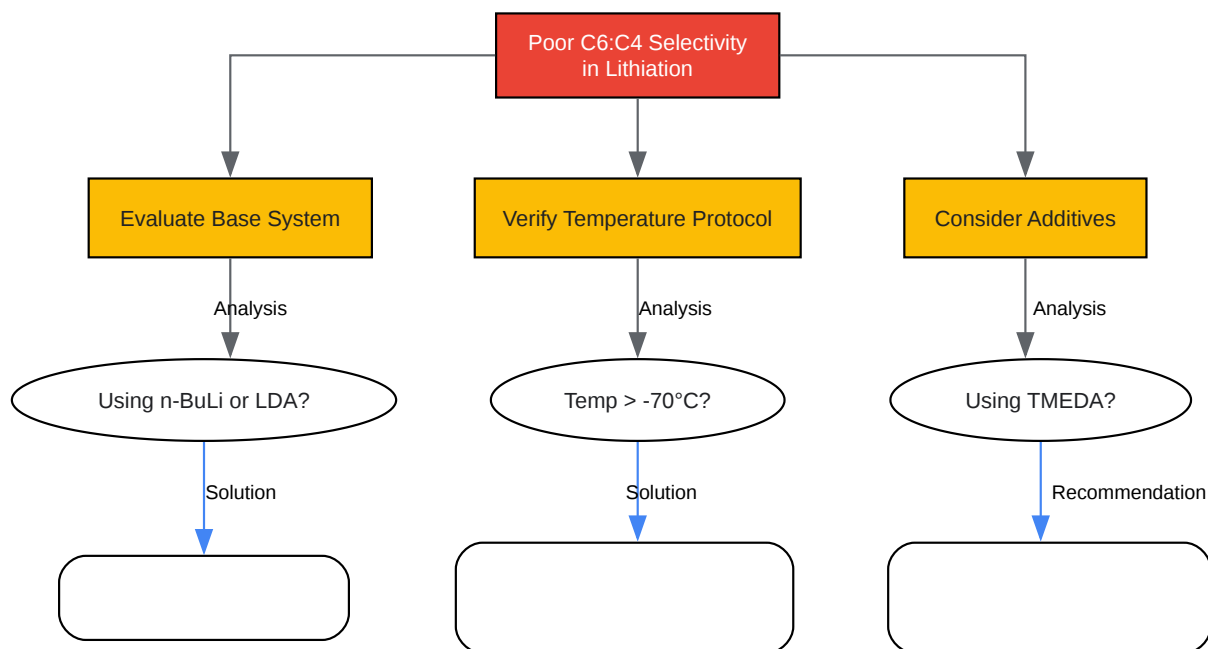 Poor C6:C4 Selectivity
in Lithiation
Evaluate Base System
Verify Temperature Protocol
Consider Additives
Analysis
Analysis
Analysis
Using n-BuLi or LDA?
Temp > -70°C?
Using TMEDA?
Solution
Solution
Recommendation